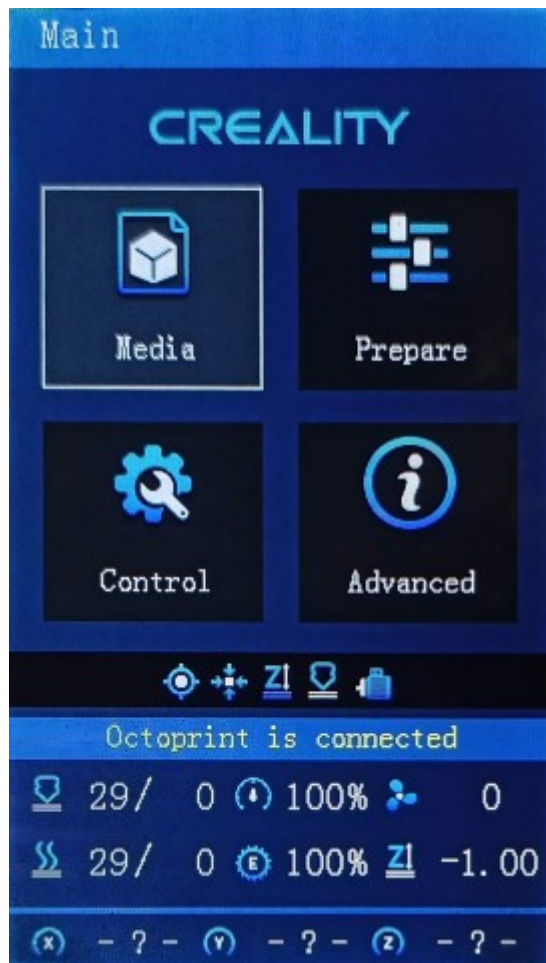 Main
CREALITY
Media
Prepare
Control
Advanced
Octoprint is connected
29/ 0 100% 0
29/ 0 E 100% Z -1.00
X -?- Y -?- Z -?-